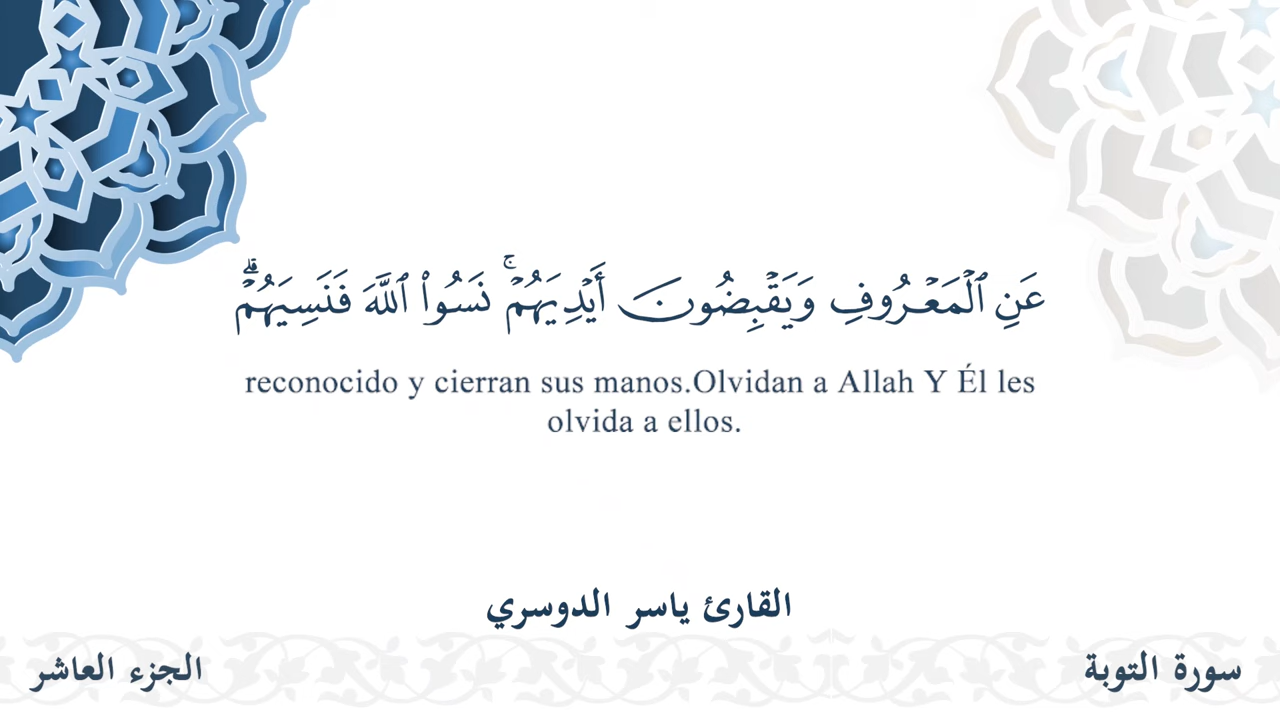 عَنِ ٱلْمَعْرُوفِ وَيَقْبِضُونَ أَيْدِيَهُمْ ۚ نَسُوا۟ ٱللَّهَ فَنَسِيَهُمْ ۗ
reconocido y cierran sus manos.Olvidan a Allah Y Él les
olvida a ellos.
القارئ ياسر الدوسري
سورة التوبة
الجزء العاشر